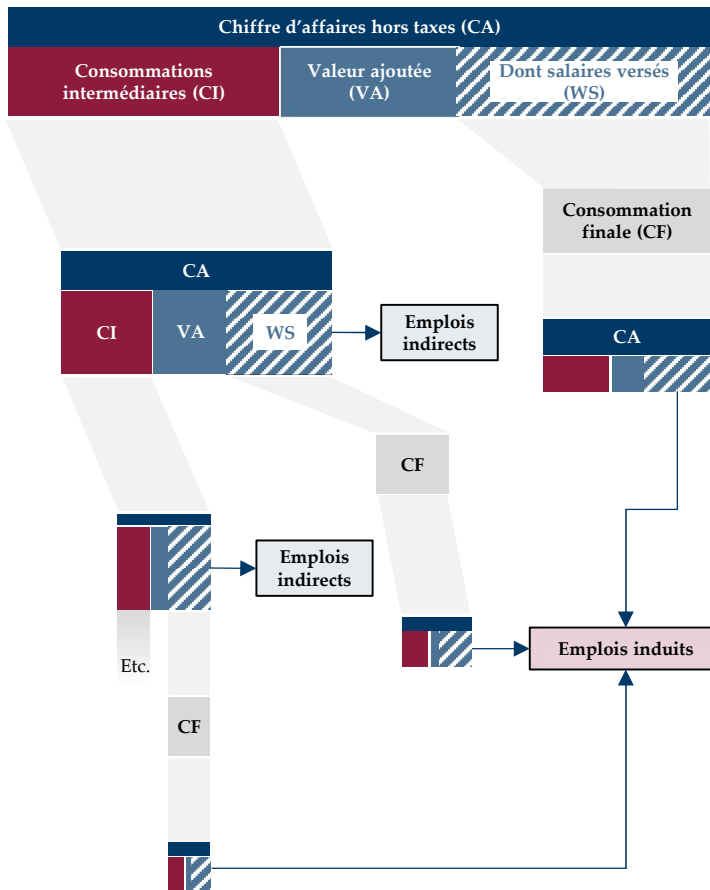 Chiffre d'affaires hors taxes (CA)
Consommations
intermédiaires (CI)
Valeur ajoutée
(VA)
Dont salaires versés
(WS)
Consommation
finale (CF)
CA
CI
VA
WS
Emplois
indirects
CA
CF
Emplois
indirects
Emplois induits
Etc.
CF